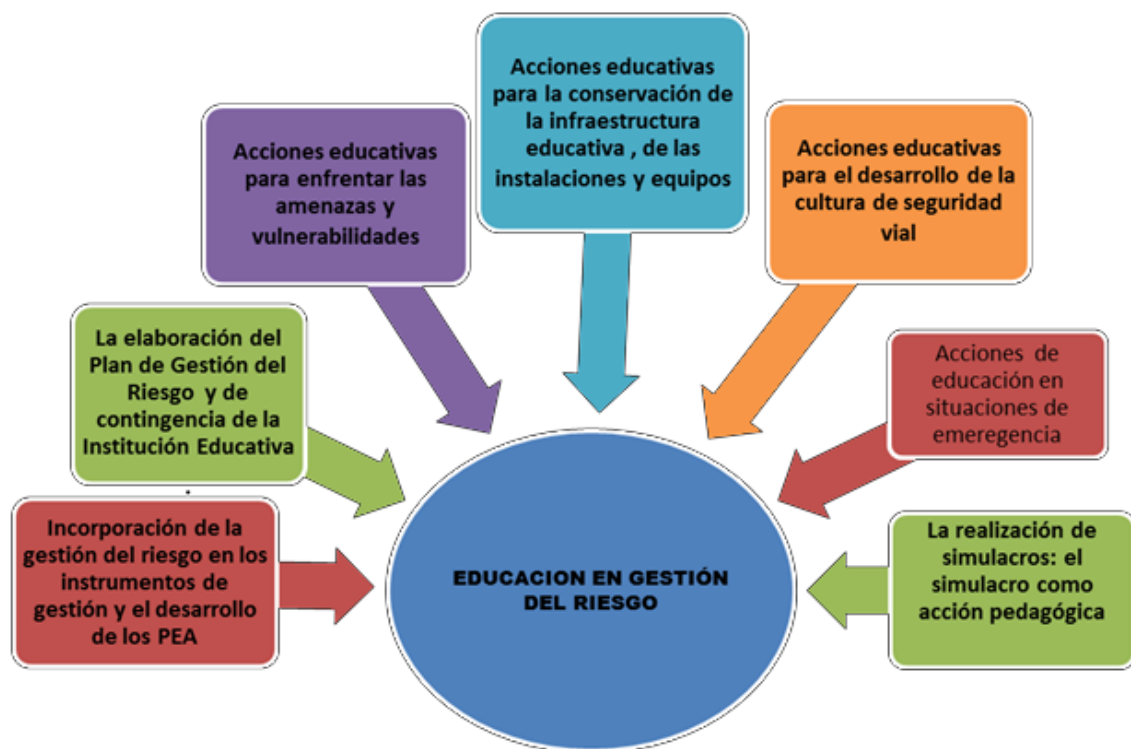 Acciones educativas
para la conservación de
la infraestructura
educativa , de las
instalaciones y equipos
Acciones educativas
para enfrentar las
amenazas y
vulnerabilidades
Acciones educativas
para el desarrollo de la
cultura de seguridad
vial
La elaboración del
Plan de Gestión del
Riesgo y de
contingencia de la
Institución Educativa
.
Acciones de
educación en
situaciones de
emeregencia
Incorporación de la
gestión del riesgo en los
instrumentos de
gestión y el desarrollo
de los PEA
EDUCACION EN GESTIÓN
DEL RIESGO
La realización de
simulacros: el
simulacro como
acción pedagógica